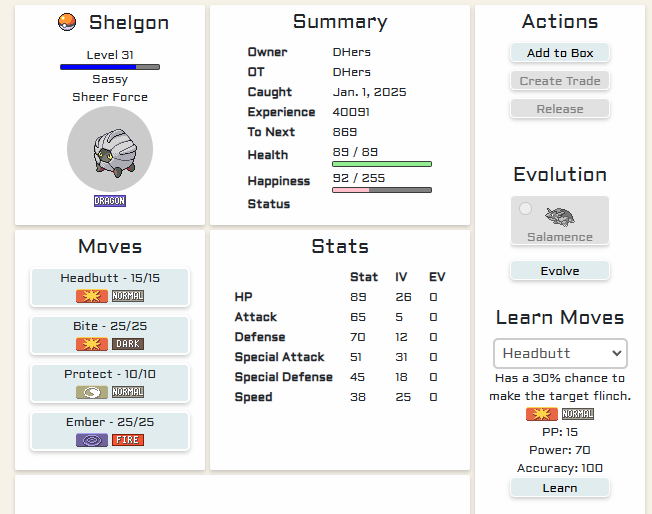 Shelgon
Level 31
Sassy
Sheer Force
DRAGON
Summary
Owner DHers
OT DHers
Caught Jan. 1, 2025
Experience 40091
To Next 869
Health 89 / 89
Happiness 92 / 255
Status
Actions
Add to Box
Create Trade
Release
Evolution
Salamence
Evolve
Moves
Headbutt - 15/15
NORMAL
Bite - 25/25
DARK
Protect - 10/10
NORMAL
Ember - 25/25
FIRE
Stats
Stat IV EV
HP 89 26 0
Attack 65 5 0
Defense 70 12 0
Special Attack 51 31 0
Special Defense 45 18 0
Speed 38 25 0
Learn Moves
Headbutt
Has a 30% chance to
make the target flinch.
NORMAL
PP: 15
Power: 70
Accuracy: 100
Learn